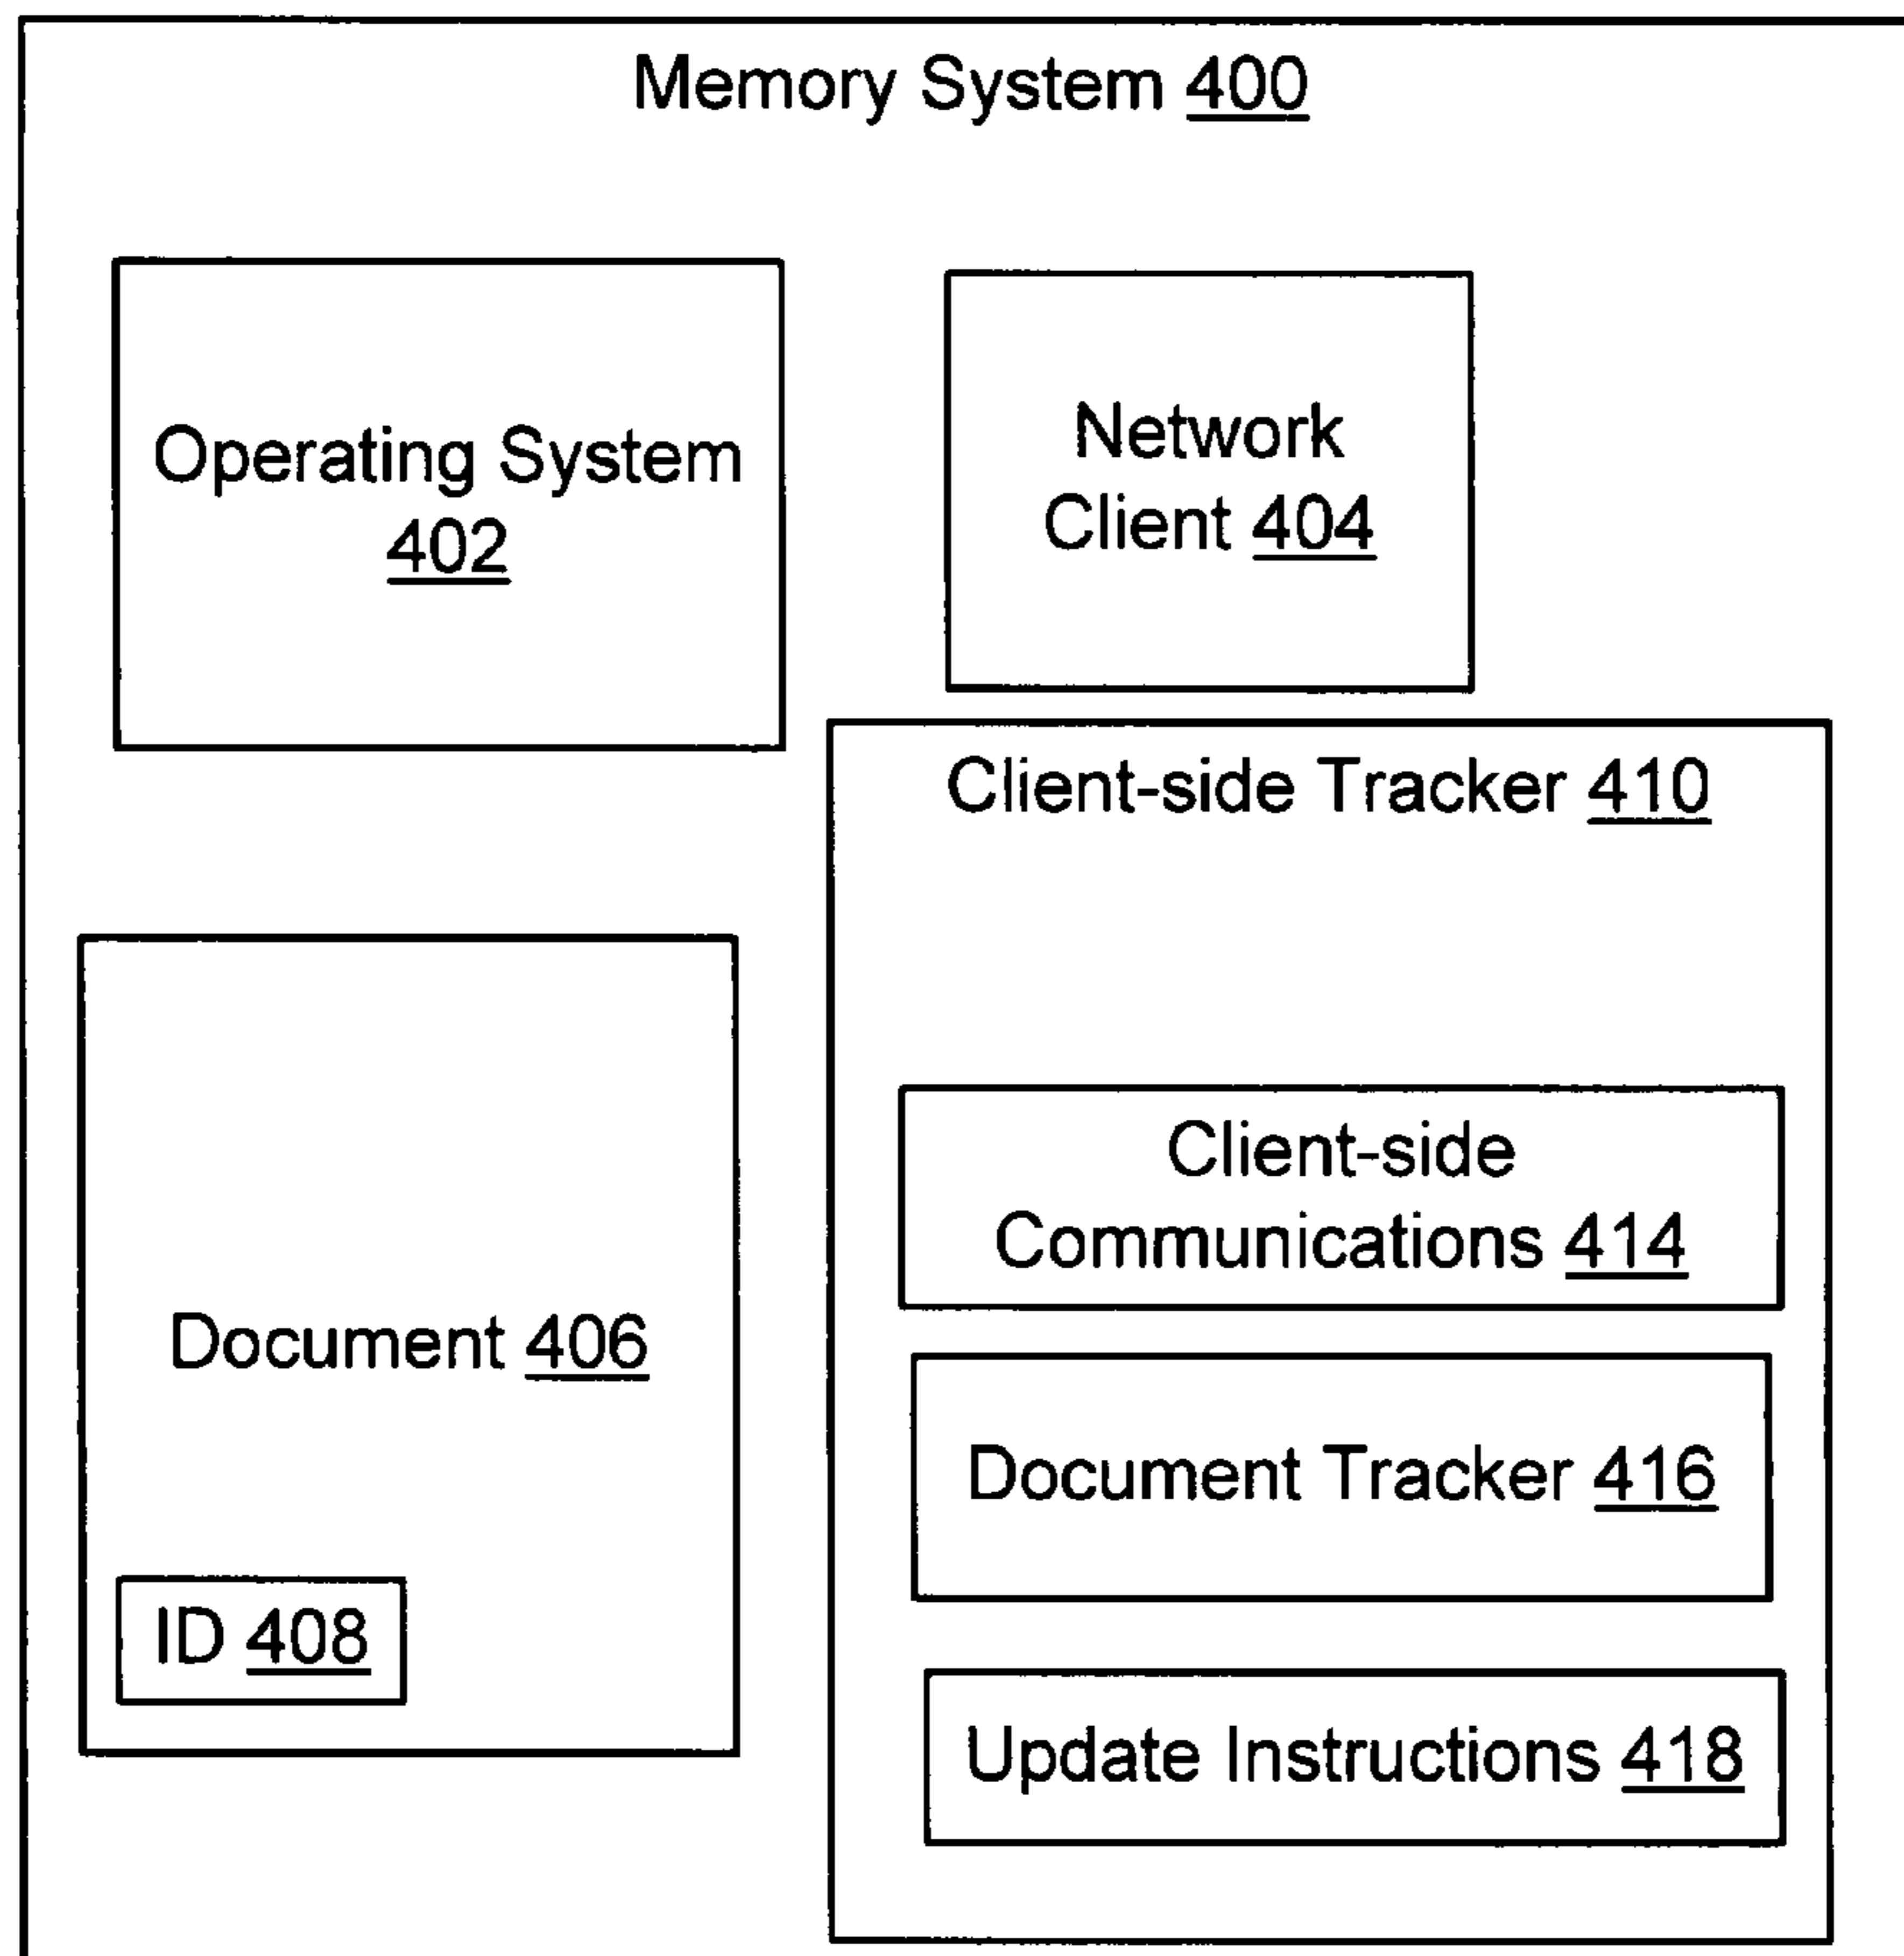 Memory System 400
Operating System
402
Network
Client 404
Client-side Tracker 410
Client-side
Communications 414
Document 406
Document Tracker 416
ID 408
Update Instructions 418